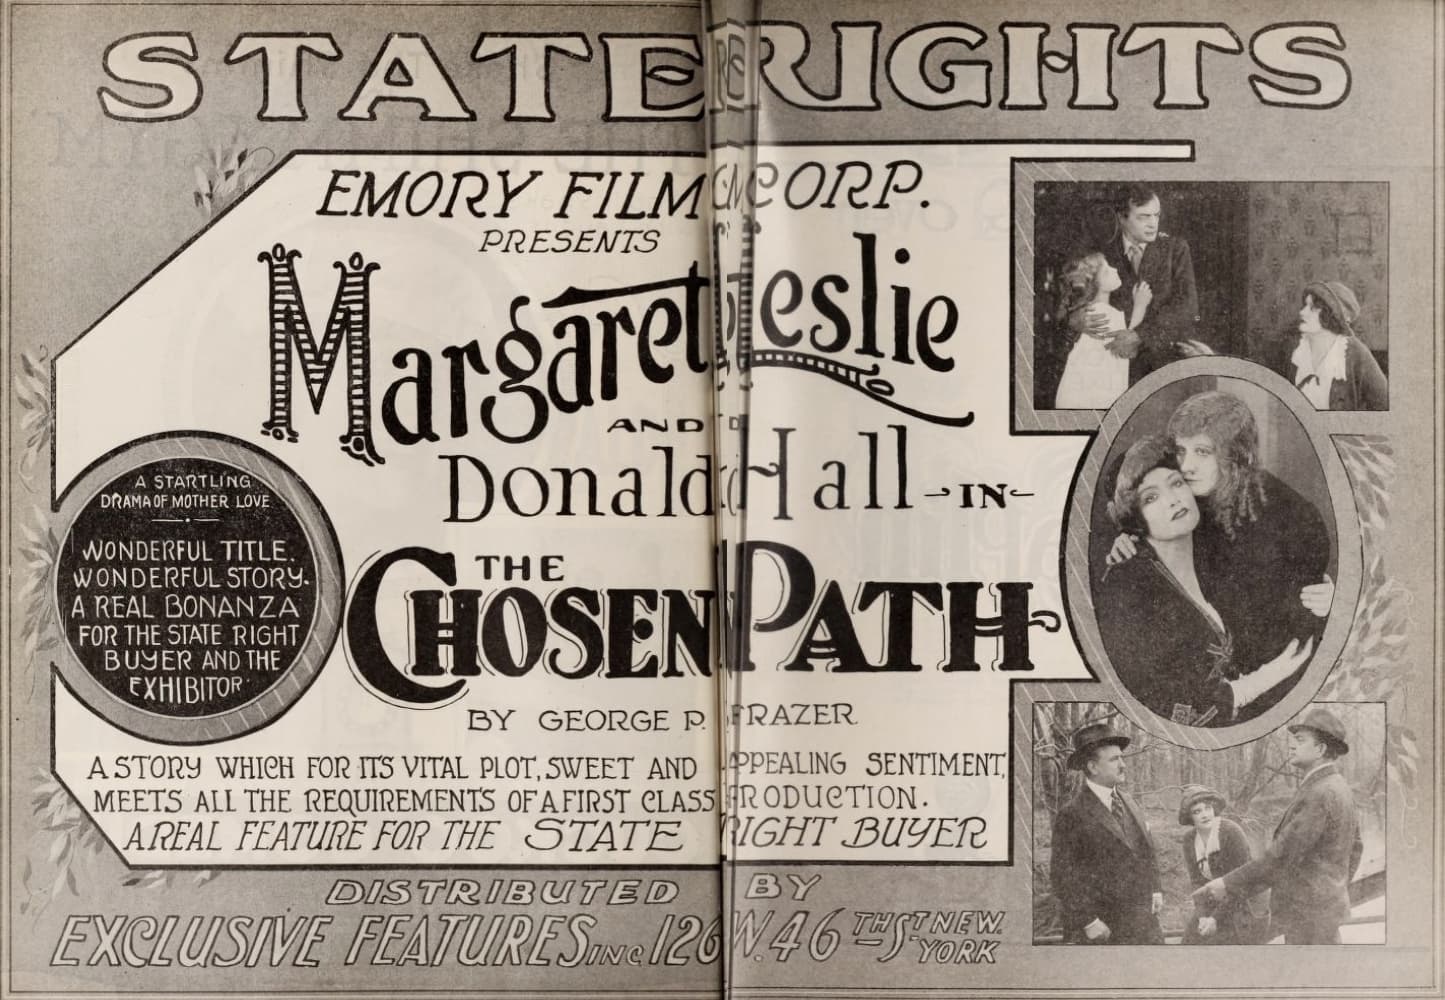 STATE RIGHTS
EMORY FILM CORP.
PRESENTS
Margaret Leslie
AND
Donald Hall -IN-
THE
CHOSEN PATH
BY GEORGE P. FRAZER
A STARTLING
DRAMA OF MOTHER LOVE
WONDERFUL TITLE.
WONDERFUL STORY.
A REAL BONANZA
FOR THE STATE RIGHT
BUYER AND THE
EXHIBITOR
A STORY WHICH FOR IT'S VITAL PLOT, SWEET AND APPEALING SENTIMENT,
MEETS ALL THE REQUIREMENTS OF A FIRST CLASS PRODUCTION.
A REAL FEATURE FOR THE STATE RIGHT BUYER
DISTRIBUTED BY
EXCLUSIVE FEATURES INC. 126 W. 46TH ST NEW YORK